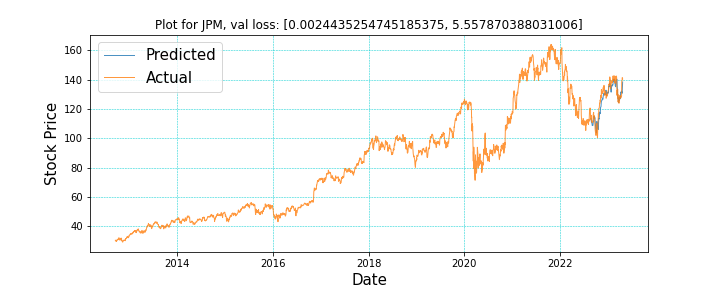 Plot for JPM, val loss: [0.0024435254745185375, 5.557870388031006]
Predicted
Actual
Stock Price
160
140
120
100
80
60
40
2014 2016 2018 2020 2022
Date